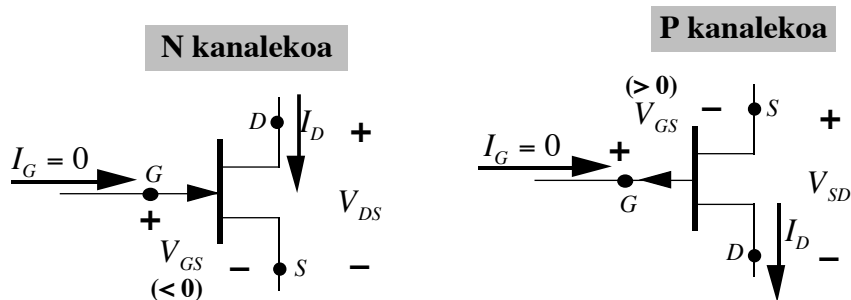 N kanalekoa
D
I_D
+
I_G = 0
G
+
V_DS
V_GS
(< 0)
−
S
−
P kanalekoa
(> 0)
V_GS
−
S
+
I_G = 0
+
G
V_SD
D
I_D
−